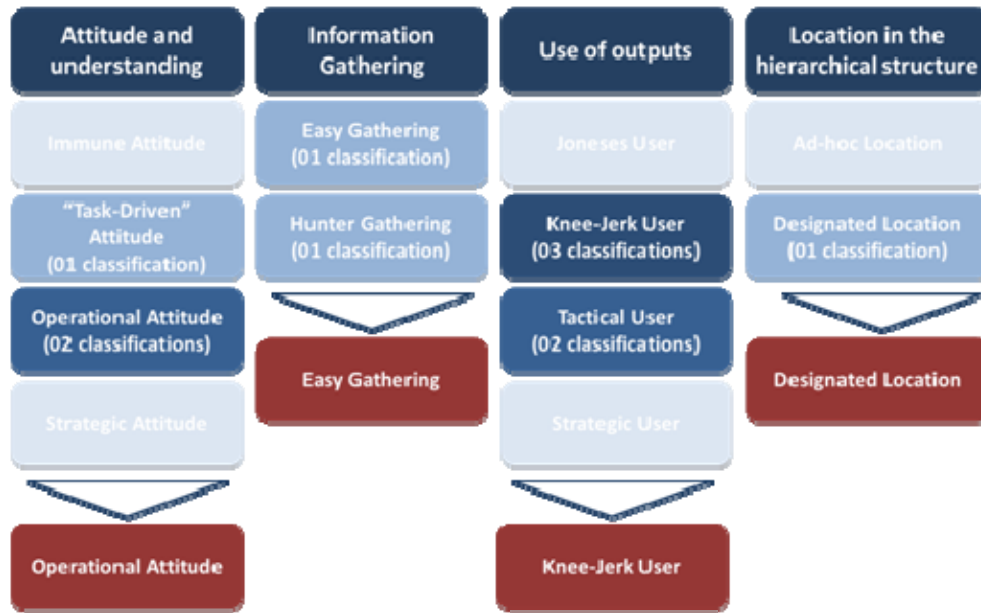 Attitude and
understanding
Immune Attitude
“Task-Driven”
Attitude
(01 classification)
Operational Attitude
(02 classifications)
Strategic Attitude
Operational Attitude
Information
Gathering
Easy Gathering
(01 classification)
Hunter Gathering
(01 classification)
Easy Gathering
Use of outputs
Joneses User
Knee-Jerk User
(03 classifications)
Tactical User
(02 classifications)
Strategic User
Knee-Jerk User
Location in the
hierarchical structure
Ad-hoc Location
Designated Location
(01 classification)
Designated Location